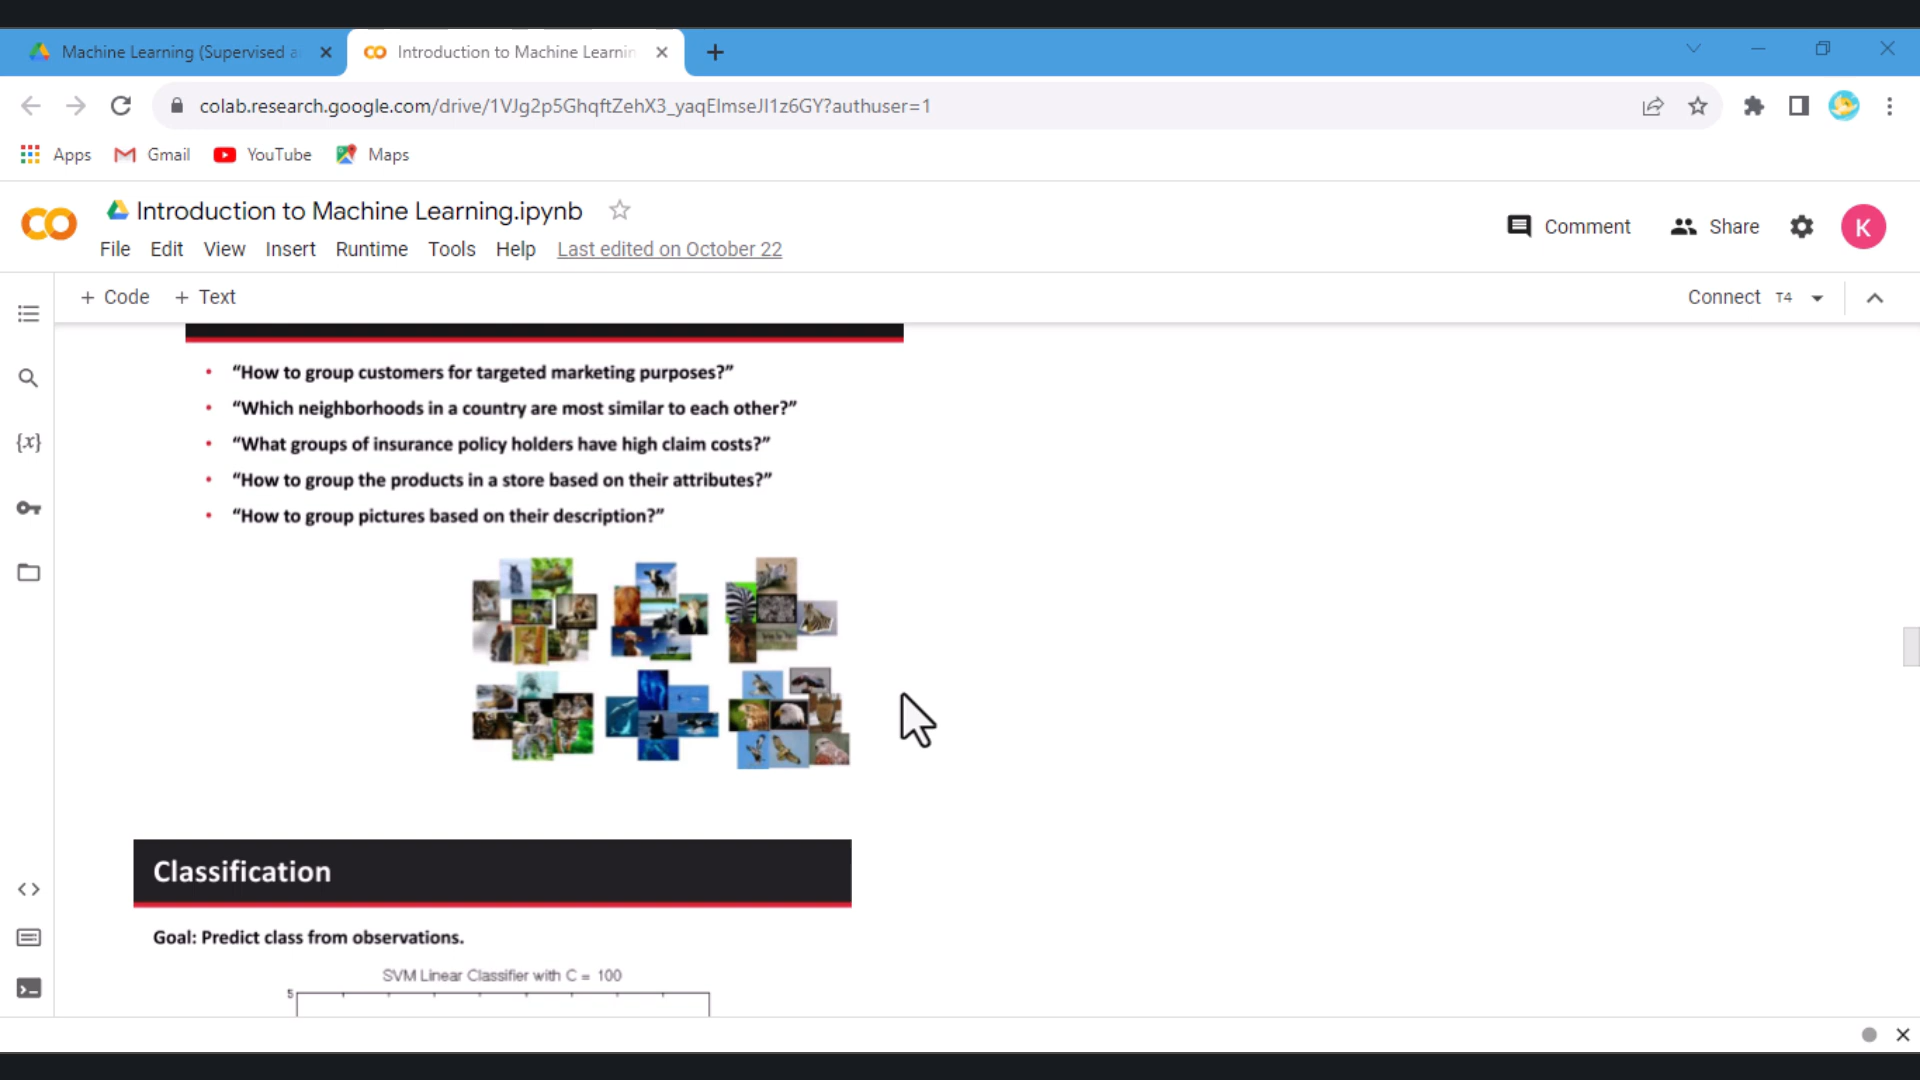 Machine Learning (Supervised a
Introduction to Machine Learnin
colab.research.google.com/drive/1VJg2p5GhqftZehX3_yaqElmseJI1z6GY?authuser=1
Apps
Gmail
YouTube
Maps
Introduction to Machine Learning.ipynb
Comment
Share
K
File Edit View Insert Runtime Tools Help Last edited on October 22
+ Code + Text
Connect T4
{x}
• “How to group customers for targeted marketing purposes?”
• “Which neighborhoods in a country are most similar to each other?”
• “What groups of insurance policy holders have high claim costs?”
• “How to group the products in a store based on their attributes?”
• “How to group pictures based on their description?”
Classification
Goal: Predict class from observations.
SVM Linear Classifier with C = 100
5